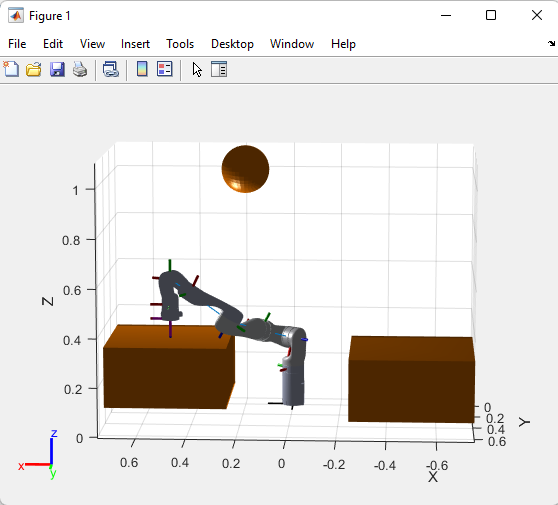 Figure 1
File Edit View Insert Tools Desktop Window Help
1
0.8
0.6
0.4
0.2
0
Z
0
0.2
0.4
0.6
Y
0.6 0.4 0.2 0 -0.2 -0.4 -0.6
X
z
x
y